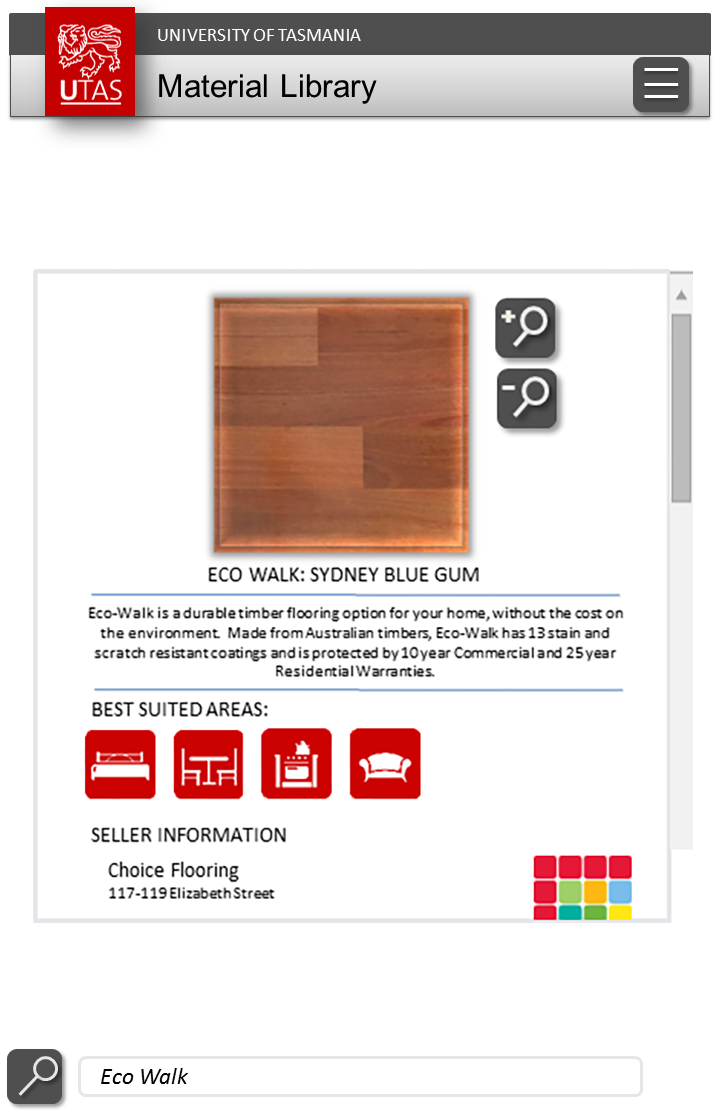 UNIVERSITY OF TASMANIA
UTAS
Material Library
ECO WALK: SYDNEY BLUE GUM
Eco-Walk is a durable timber flooring option for your home, without the cost on
the environment. Made from Australian timbers, Eco-Walk has 13 stain and
scratch resistant coatings and is protected by 10 year Commercial and 25 year
Residential Warranties.
BEST SUITED AREAS:
SELLER INFORMATION
Choice Flooring
117-119 Elizabeth Street
Eco Walk